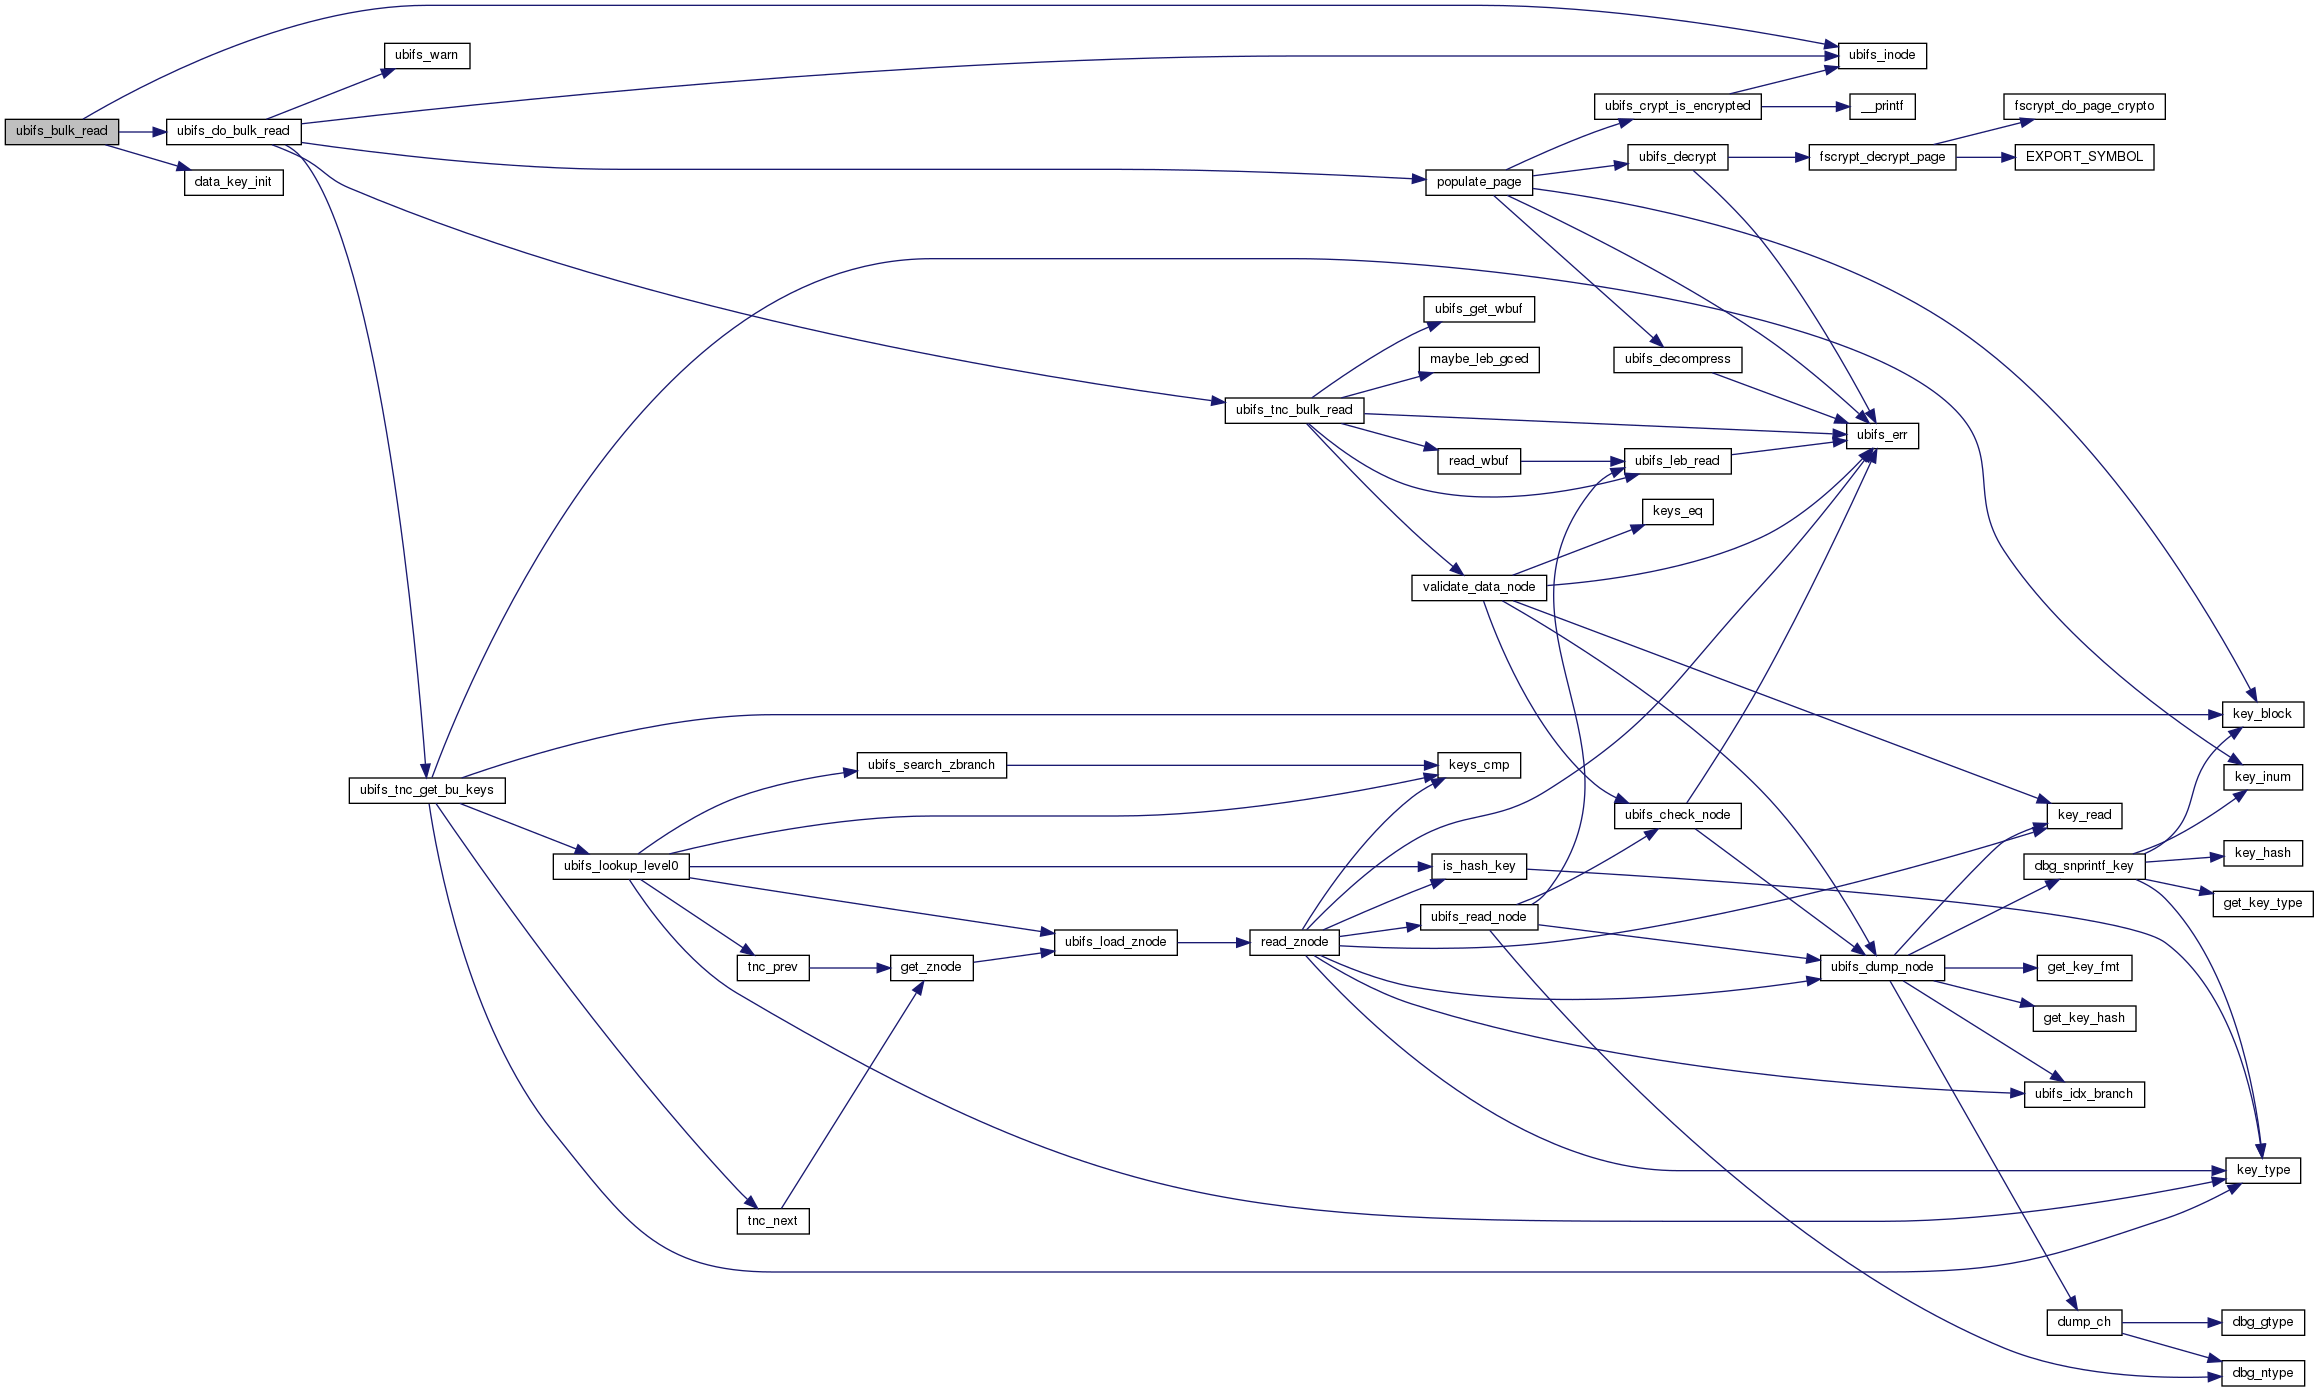 ubifs_bulk_read
ubifs_do_bulk_read
data_key_init
ubifs_warn
ubifs_tnc_get_bu_keys
ubifs_lookup_level0
ubifs_search_zbranch
tnc_prev
tnc_next
get_znode
ubifs_load_znode
ubifs_tnc_bulk_read
read_znode
populate_page
ubifs_get_wbuf
maybe_leb_gced
read_wbuf
validate_data_node
keys_cmp
is_hash_key
ubifs_read_node
ubifs_crypt_is_encrypted
ubifs_decrypt
ubifs_decompress
ubifs_leb_read
keys_eq
ubifs_check_node
ubifs_inode
__printf
fscrypt_decrypt_page
ubifs_err
ubifs_dump_node
fscrypt_do_page_crypto
EXPORT_SYMBOL
key_read
dbg_snprintf_key
get_key_fmt
get_key_hash
ubifs_idx_branch
dump_ch
key_block
key_inum
key_hash
get_key_type
key_type
dbg_gtype
dbg_ntype